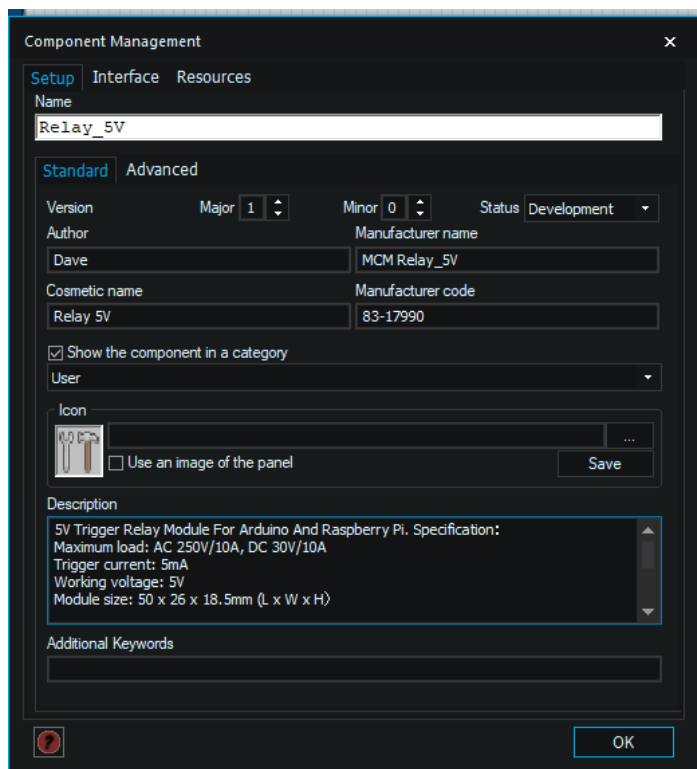 Component Management
Setup Interface Resources
Name
Relay_5V
Standard Advanced
Version Major 1 Minor 0 Status Development
Author Manufacturer name
Dave MCM Relay_5V
Cosmetic name Manufacturer code
Relay 5V 83-17990
Show the component in a category
User
Icon
...
Use an image of the panel Save
Description
5V Trigger Relay Module For Arduino And Raspberry Pi. Specification：
Maximum load: AC 250V/10A, DC 30V/10A
Trigger current: 5mA
Working voltage: 5V
Module size: 50 x 26 x 18.5mm (L x W x H）
Additional Keywords
?
OK